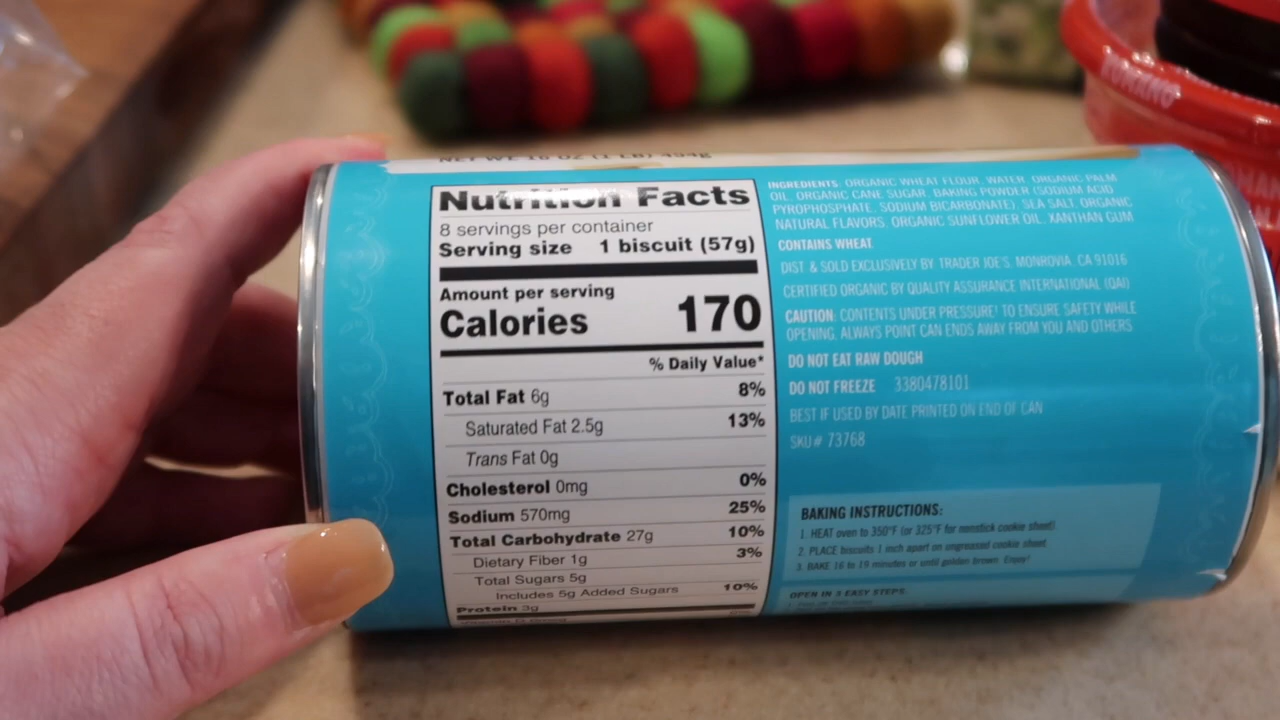 NET WT 16 OZ (1 LB) 454g
Nutrition Facts
8 servings per container
Serving size 1 biscuit (57g)
Amount per serving
Calories 170
% Daily Value*
Total Fat 6g 8%
Saturated Fat 2.5g 13%
Trans Fat 0g
Cholesterol 0mg 0%
Sodium 570mg 25%
Total Carbohydrate 27g 10%
Dietary Fiber 1g 3%
Total Sugars 5g
Includes 5g Added Sugars 10%
Protein 3g
INGREDIENTS: ORGANIC WHEAT FLOUR, WATER, ORGANIC PALM
OIL, ORGANIC CANE SUGAR, BAKING POWDER (SODIUM ACID
PYROPHOSPHATE, SODIUM BICARBONATE), SEA SALT, ORGANIC
NATURAL FLAVORS, ORGANIC SUNFLOWER OIL, XANTHAN GUM
CONTAINS WHEAT.
DIST. & SOLD EXCLUSIVELY BY: TRADER JOE'S, MONROVIA, CA 91016
CERTIFIED ORGANIC BY QUALITY ASSURANCE INTERNATIONAL (QAI)
CAUTION: CONTENTS UNDER PRESSURE! TO ENSURE SAFETY WHILE
OPENING, ALWAYS POINT CAN ENDS AWAY FROM YOU AND OTHERS
DO NOT EAT RAW DOUGH
DO NOT FREEZE 3380478101
BEST IF USED BY DATE PRINTED ON END OF CAN
SKU# 73768
BAKING INSTRUCTIONS:
1. HEAT oven to 350°F (or 325°F for nonstick cookie sheet)
2. PLACE biscuits 1 inch apart on ungreased cookie sheet
3. BAKE 16 to 19 minutes or until golden brown. Enjoy!
OPEN IN 3 EASY STEPS:
ROMANO